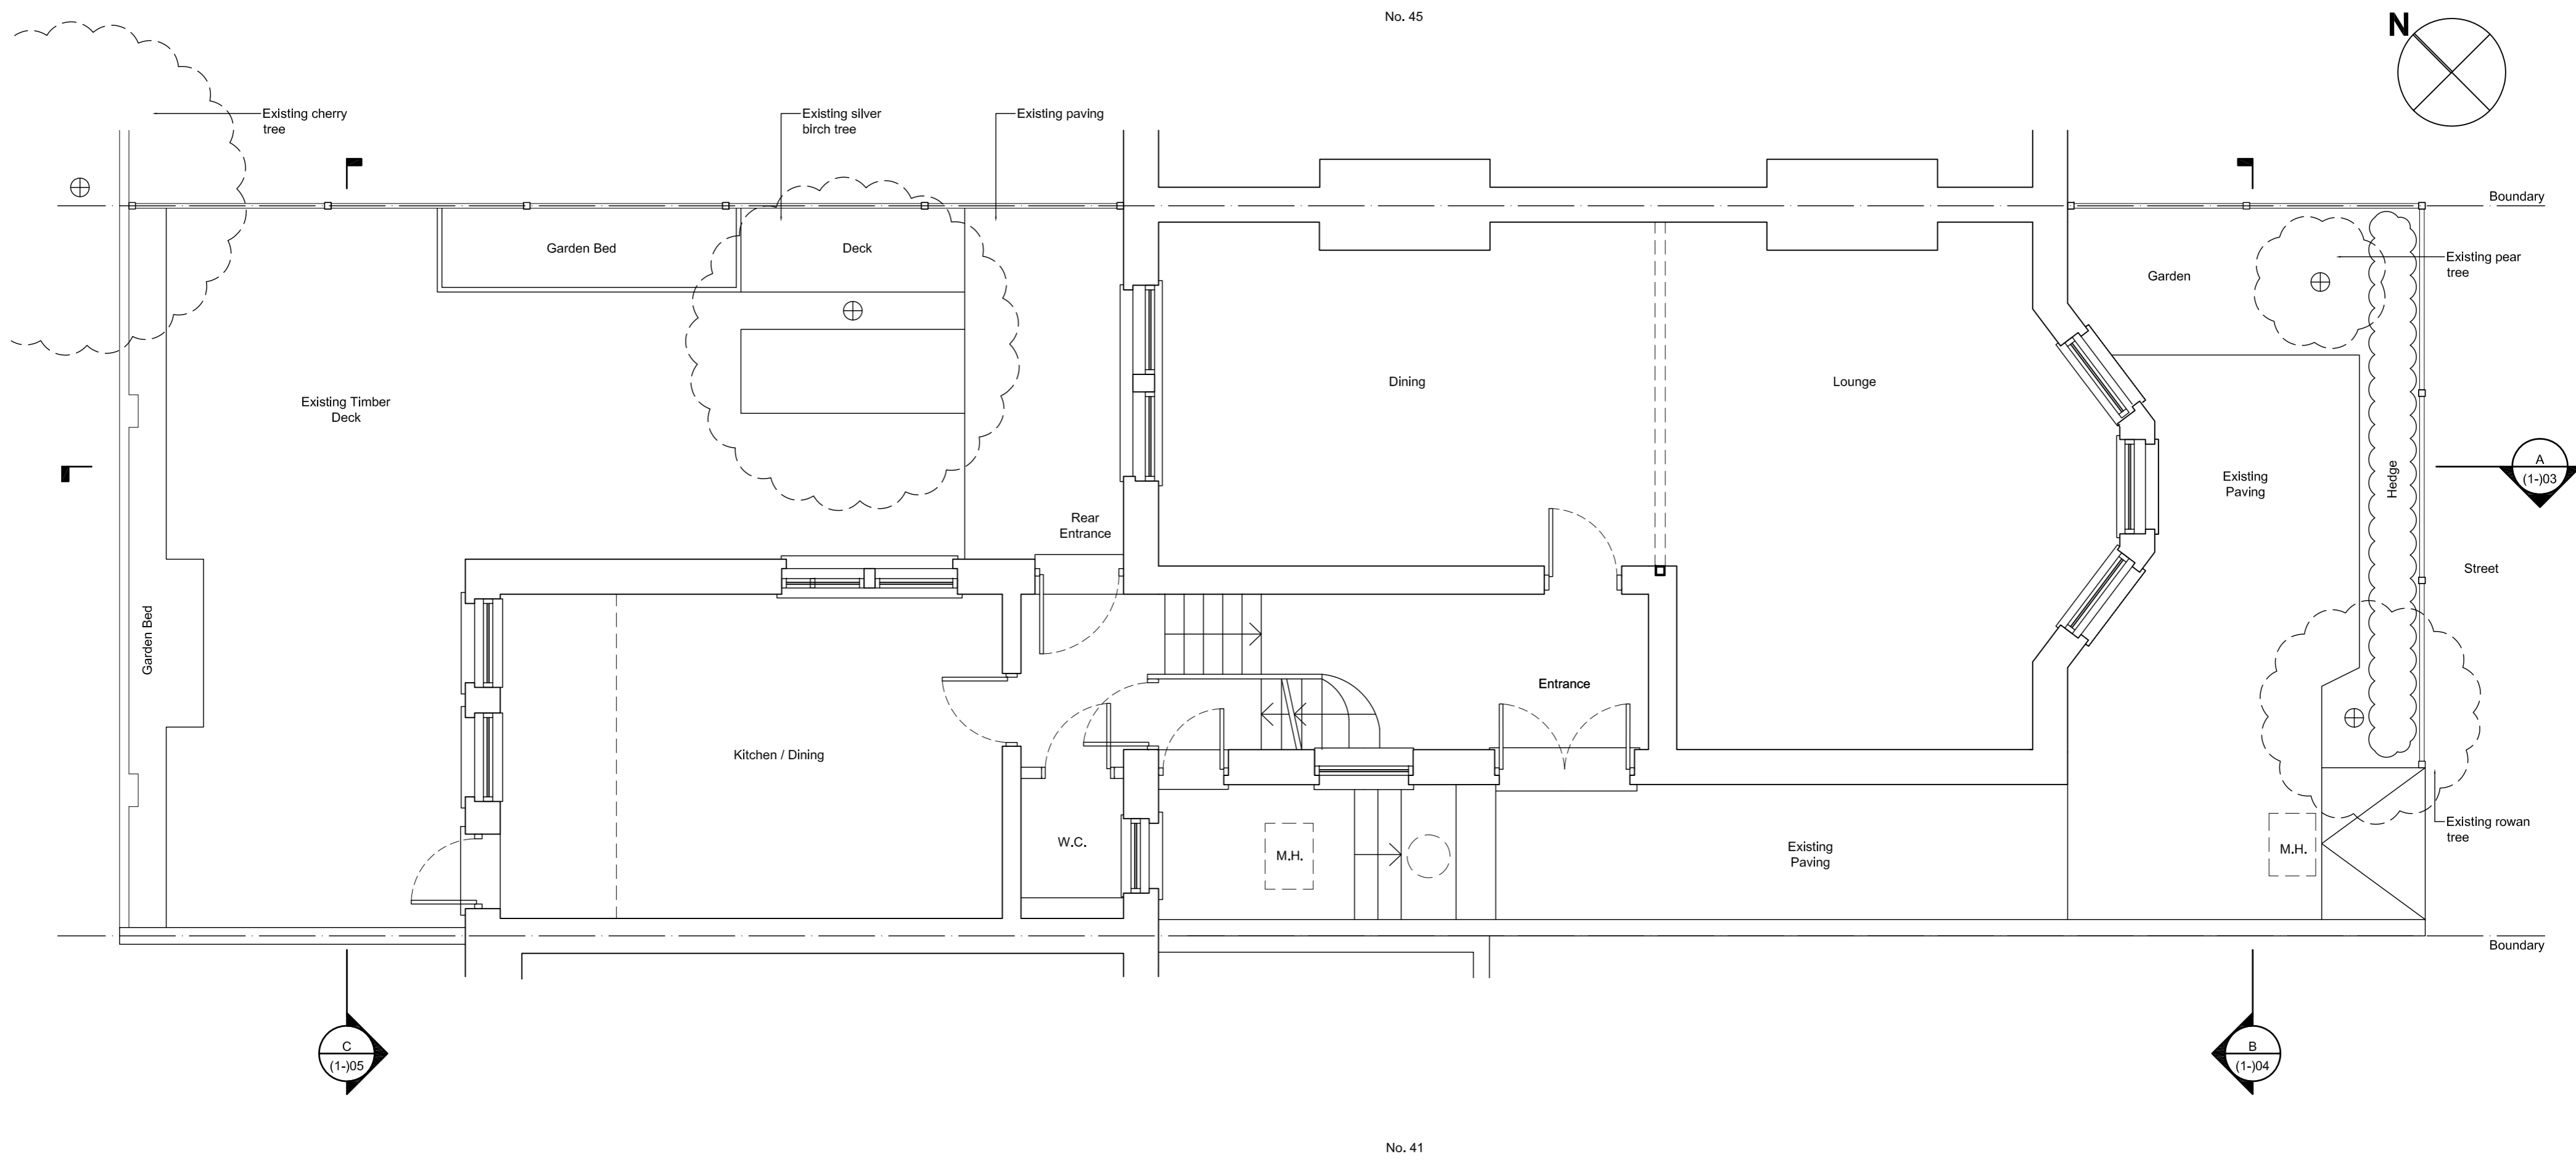 No. 45
N
Existing cherry
tree
Existing silver
birch tree
Existing paving
Boundary
Garden Bed
Deck
Garden
Existing pear
tree
Existing Timber
Deck
Dining
Lounge
Existing
Paving
Hedge
A
(1-)03
Rear
Entrance
Street
Garden Bed
Entrance
Kitchen / Dining
W.C.
M.H.
Existing
Paving
M.H.
Existing rowan
tree
Boundary
C
(1-)05
B
(1-)04
No. 41